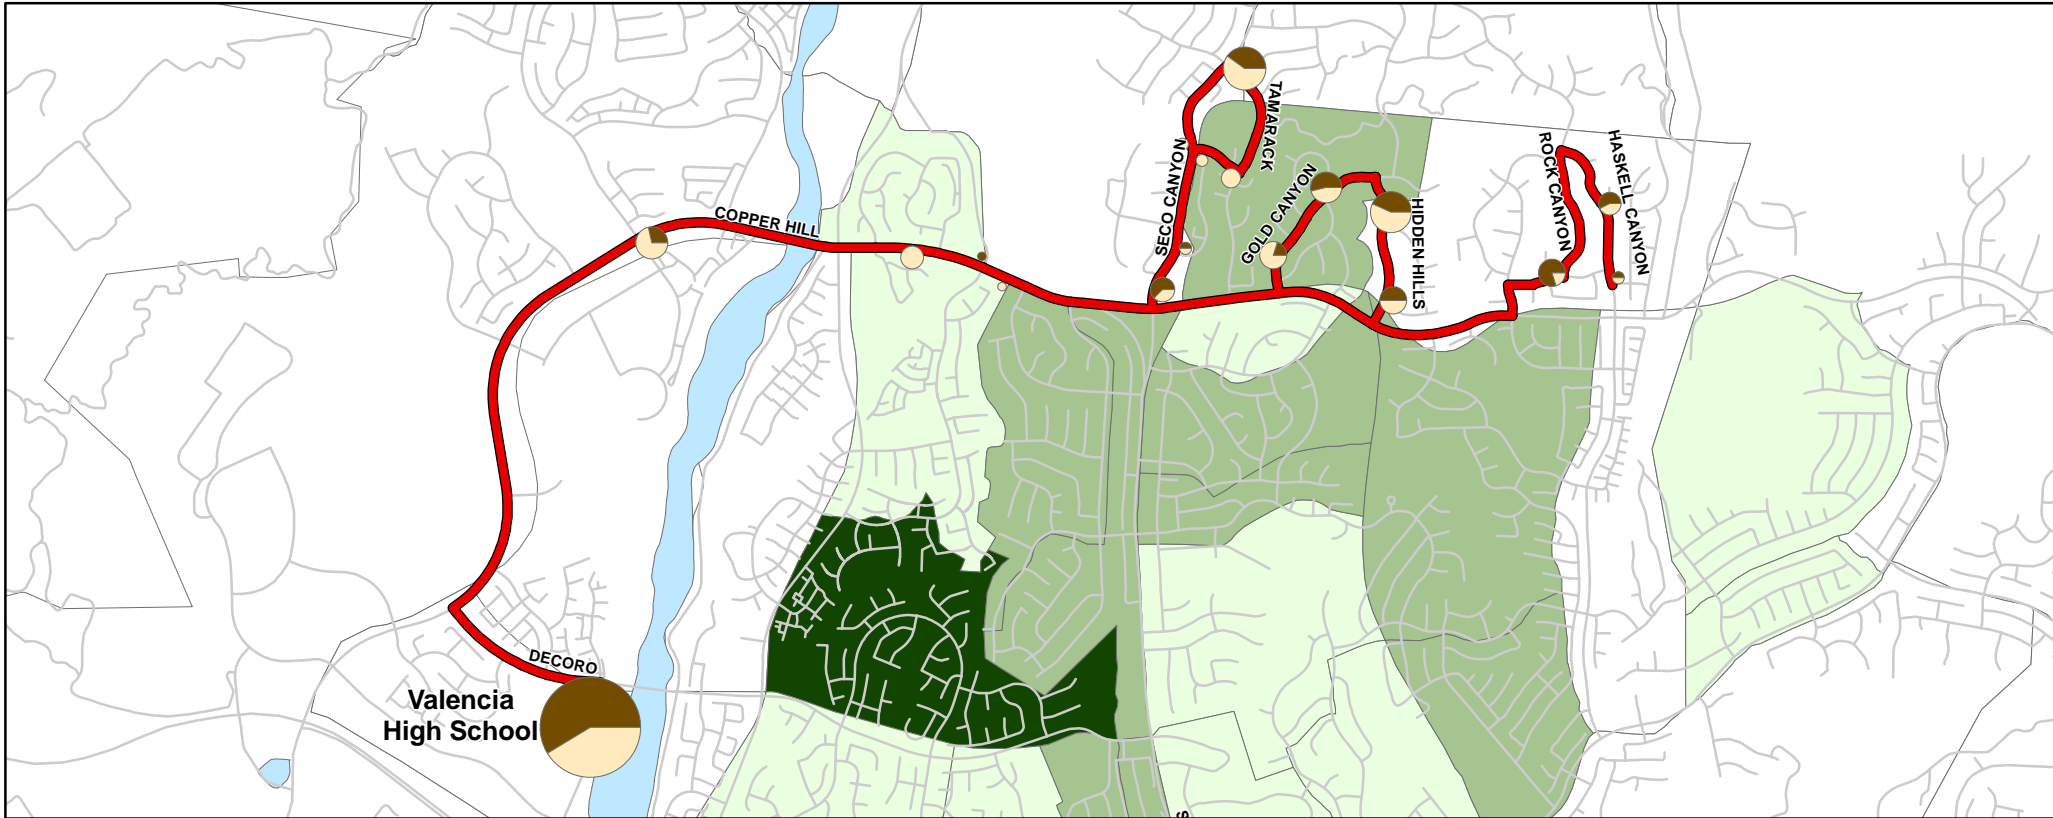 TAMARACK
SECO CANYON
GOLD CANYON
HIDDEN HILLS
ROCK CANYON
HASKELL CANYON
COPPER HILL
DECORO
Valencia
High School